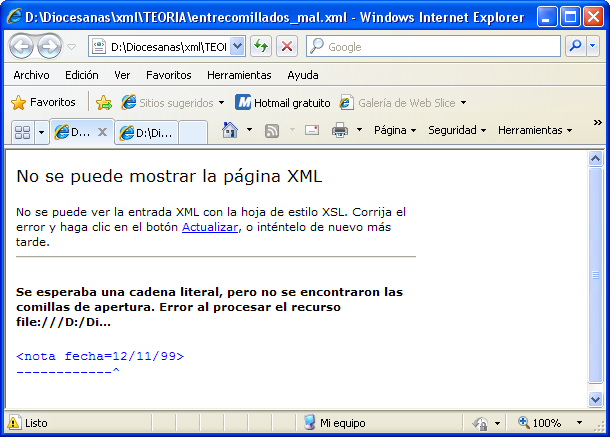 D:\Diocesanas\xml\TEORIA\entrecomillados_mal.xml - Windows Internet Explorer
D:\Diocesanas\xml\TEOI
Google
Archivo Edición Ver Favoritos Herramientas Ayuda
Favoritos Sitios sugeridos Hotmail gratuito Galería de Web Slice
D... D:\Di... Página Seguridad Herramientas »
No se puede mostrar la página XML
No se puede ver la entrada XML con la hoja de estilo XSL. Corrija el
error y haga clic en el botón Actualizar, o inténtelo de nuevo más
tarde.
Se esperaba una cadena literal, pero no se encontraron las
comillas de apertura. Error al procesar el recurso
file:///D:/Di...
<nota fecha=12/11/99>
------------^
Listo Mi equipo 100%